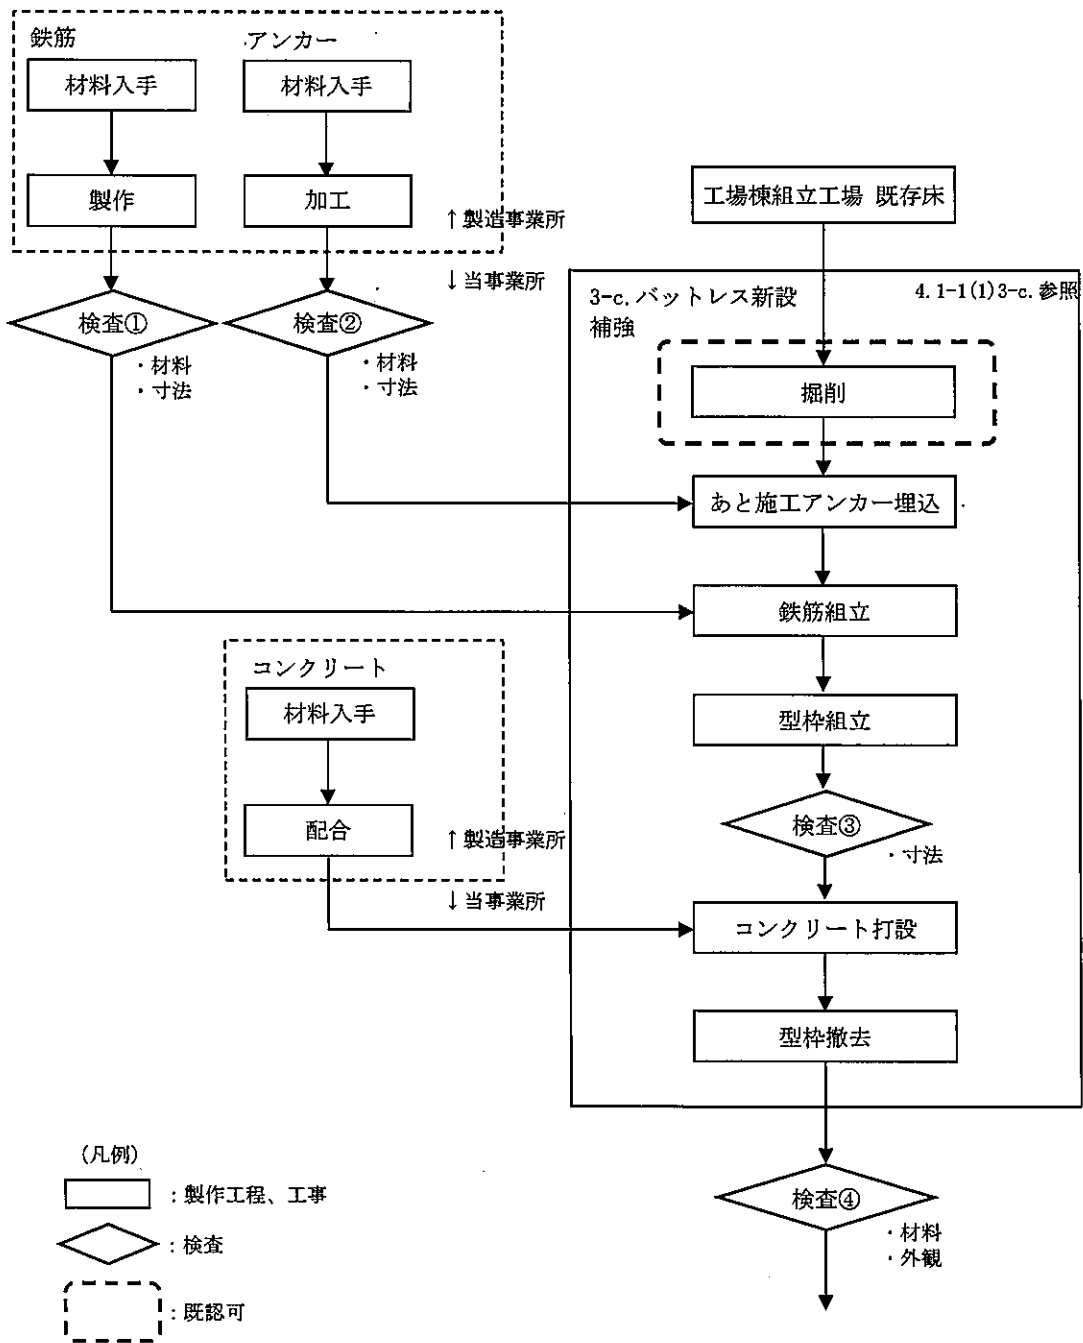 鉄筋
アンカー
材料入手
材料入手
製作
加工
↑製造事業所
↓当事業所
検査①
・材料
・寸法
検査②
・材料
・寸法
工場棟組立工場 既存床
3-c. バットレス新設
補強
4.1-1(1)3-c.参照
掘削
あと施工アンカー埋込
鉄筋組立
型枠組立
検査③
・寸法
コンクリート
材料入手
配合
↑製造事業所
↓当事業所
コンクリート打設
型枠撤去
検査④
・材料
・外観
(凡例)
：製作工程、工事
：検査
：既認可